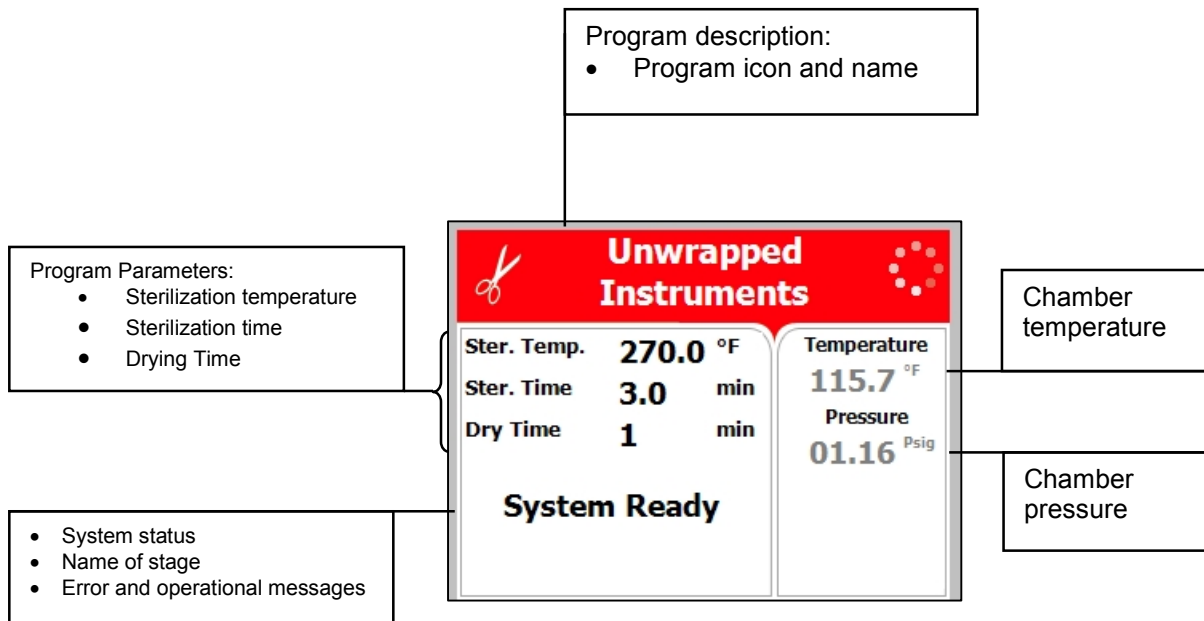 Program description:
• Program icon and name
Program Parameters:
• Sterilization temperature
• Sterilization time
• Drying Time
• System status
• Name of stage
• Error and operational messages
Unwrapped
Instruments
Ster. Temp. 270.0 °F
Ster. Time 3.0 min
Dry Time 1 min
System Ready
Temperature
115.7 °F
Pressure
01.16 Psig
Chamber
temperature
Chamber
pressure